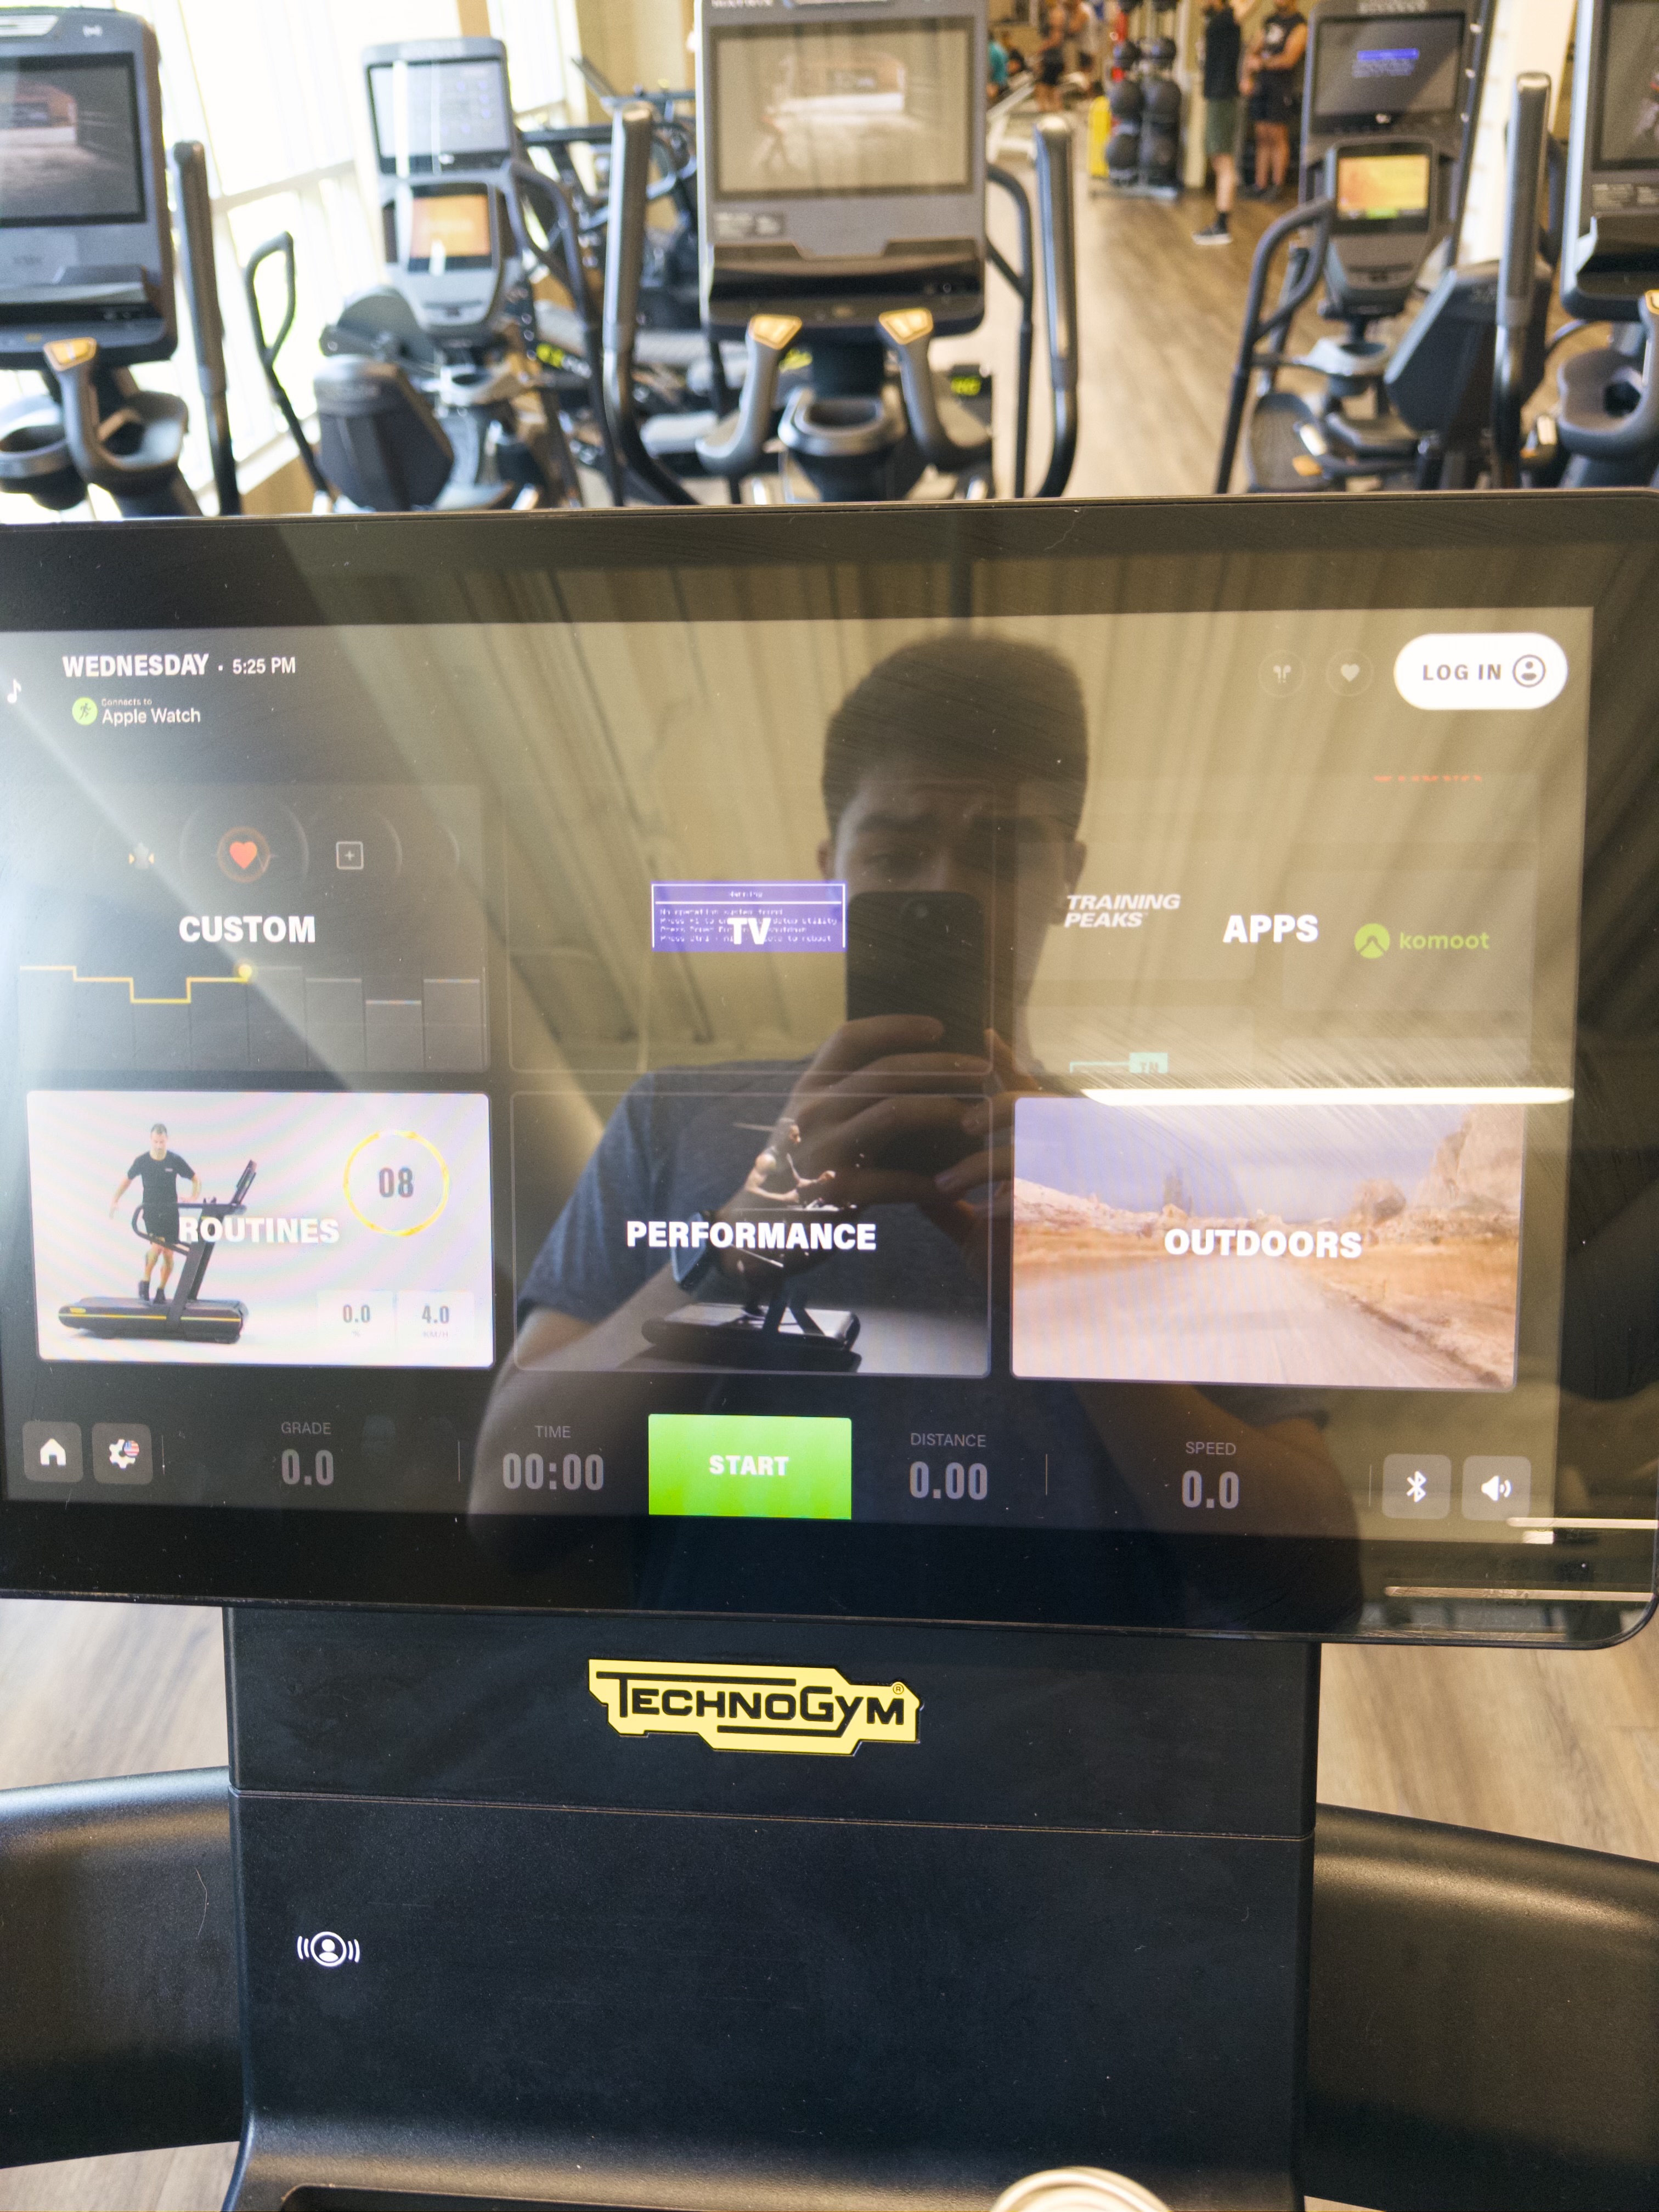 WEDNESDAY · 5:25 PM
LOG IN
Connects to
Apple Watch
CUSTOM
TV
TRAINING
PEAKS
APPS
komoot
ROUTINES
08
0.0
4.0
%
KM/H
PERFORMANCE
OUTDOORS
GRADE
0.0
TIME
00:00
START
DISTANCE
0.00
SPEED
0.0
TECHNOGYM®